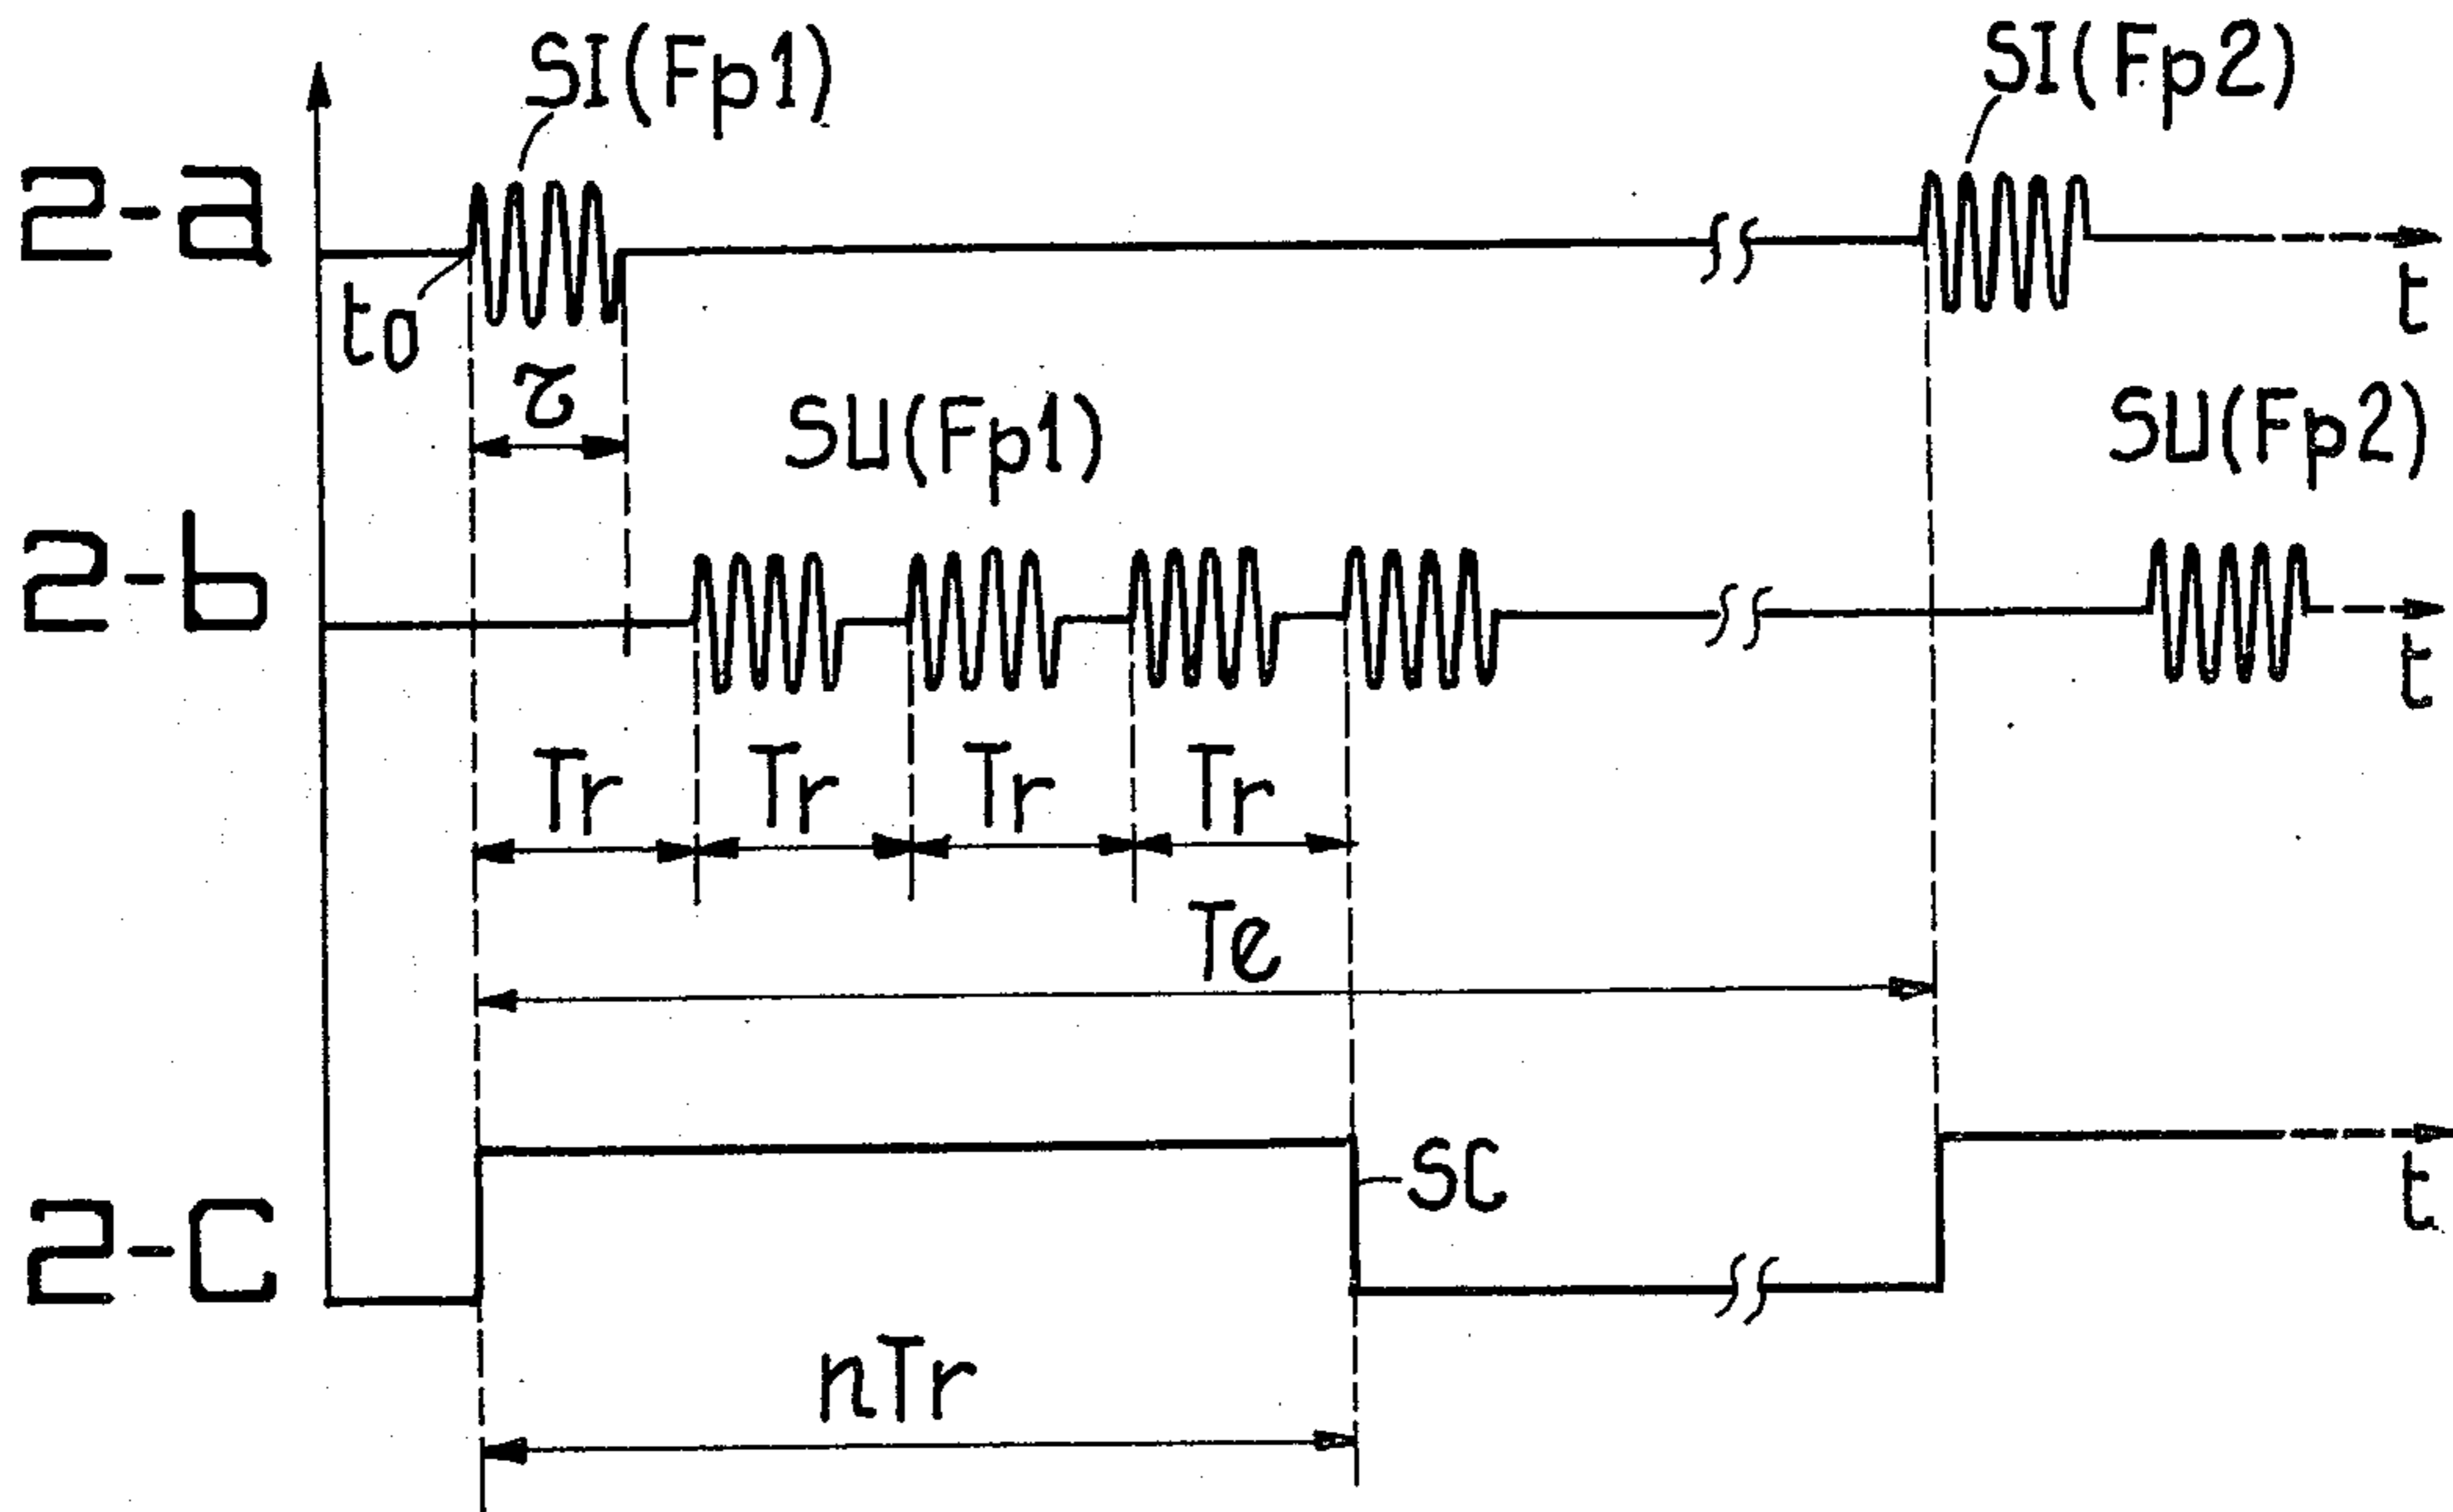 SI(Fp1)
SI(Fp2)
2-a
t0
t
τ
SU(Fp1)
SU(Fp2)
2-b
t
Tr Tr Tr Tr
Te
2-C
SC
t
nTr